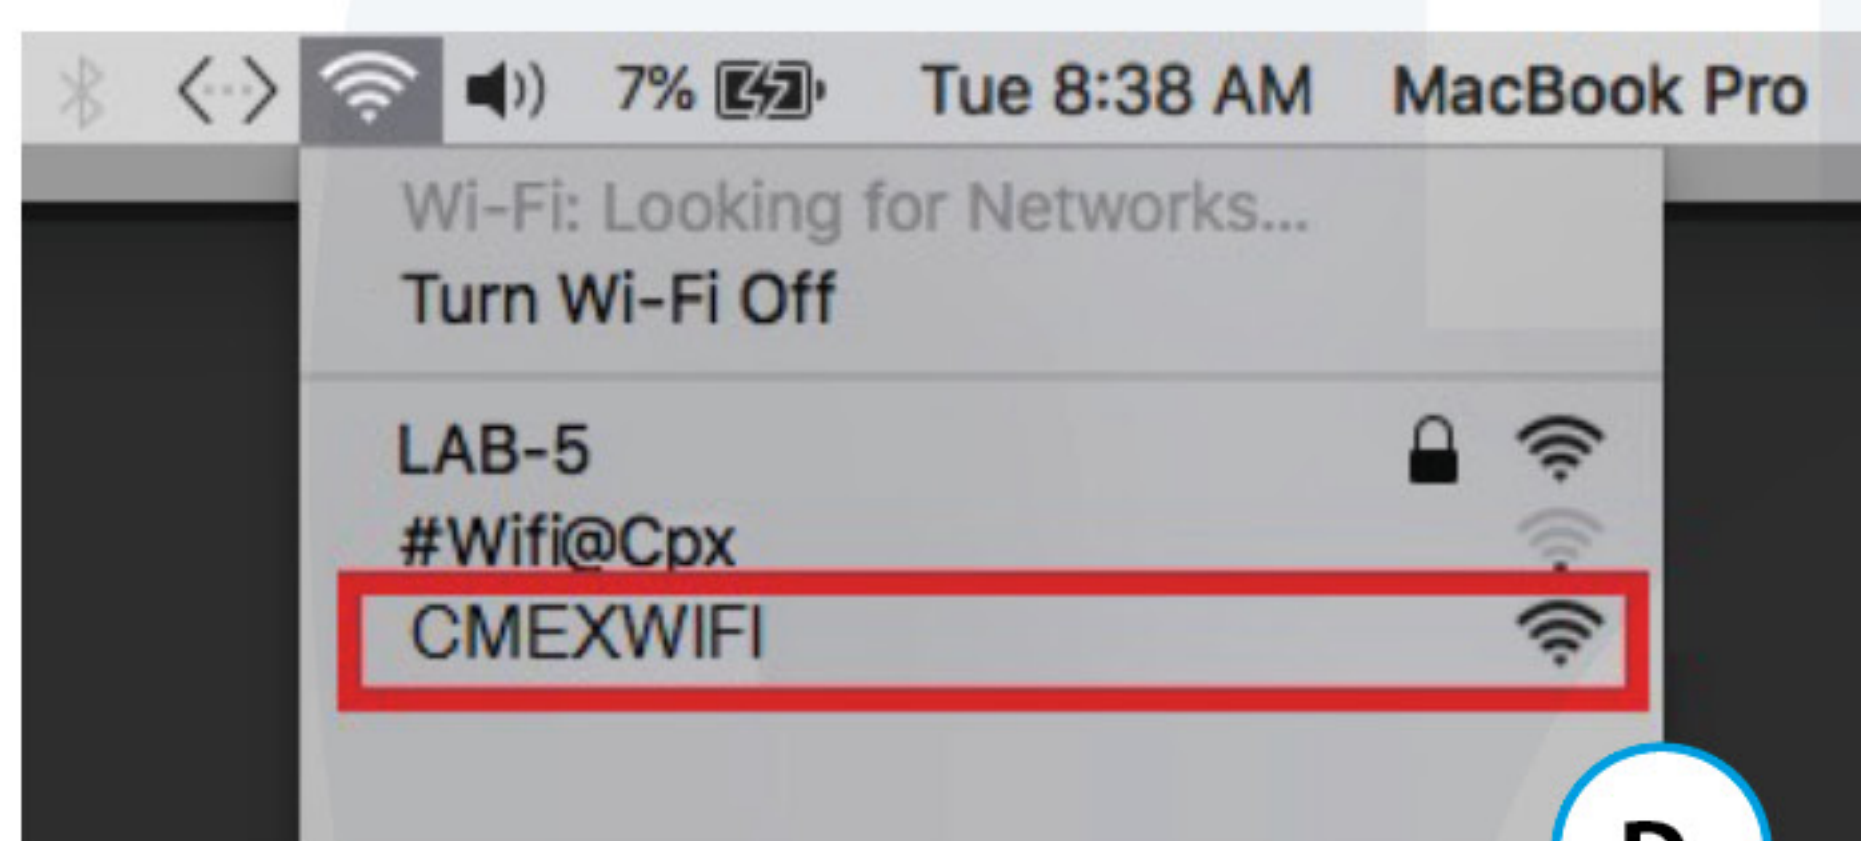 7% Tue 8:38 AM MacBook Pro
Wi-Fi: Looking for Networks...
Turn Wi-Fi Off
LAB-5
#Wifi@Cpx
CMEXWIFI